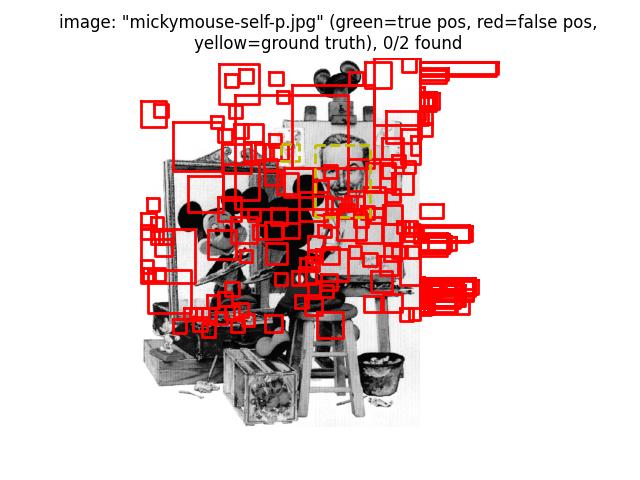 image: "mickymouse-self-p.jpg" (green=true pos, red=false pos,
yellow=ground truth), 0/2 found